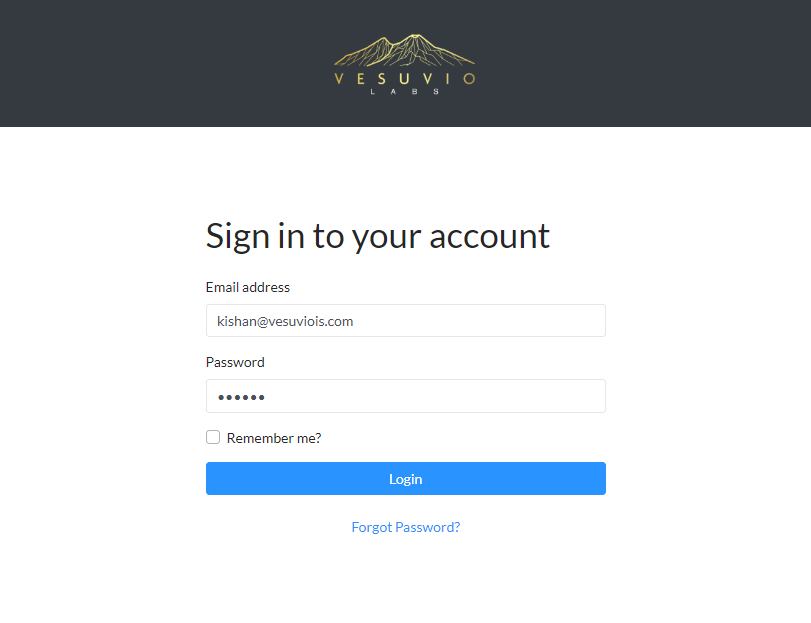 VESUVIO
LABS
Sign in to your account
Email address
kishan@vesuviois.com
Password
••••••
Remember me?
Login
Forgot Password?